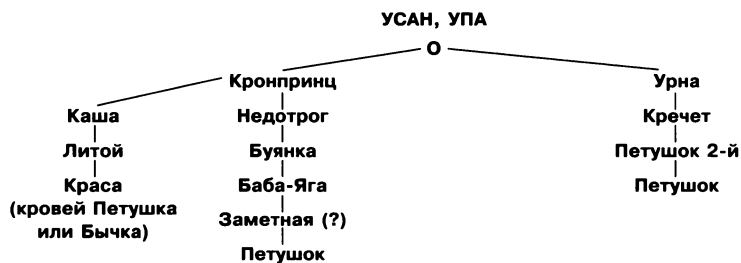 УСАН, УПА
О
Кронпринц Урна
Каша Недотрог Кречет
Литой Буянка Петушок 2-й
Краса Баба-Яга Петушок
(кровей Петушка
или Бычка) Заметная (?)
Петушок